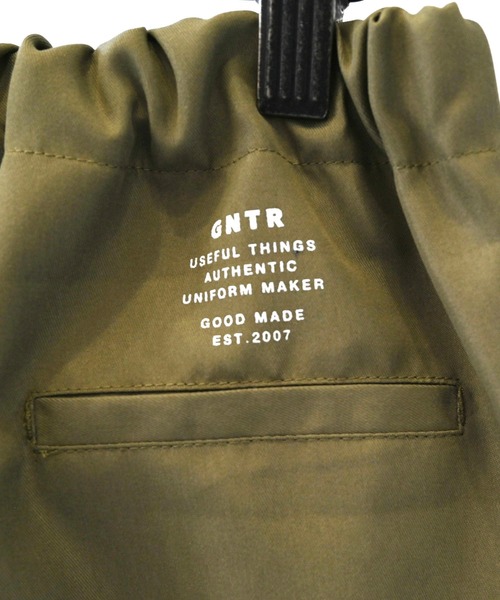 GNTR
USEFUL THINGS
AUTHENTIC
UNIFORM MAKER
GOOD MADE
EST.2007